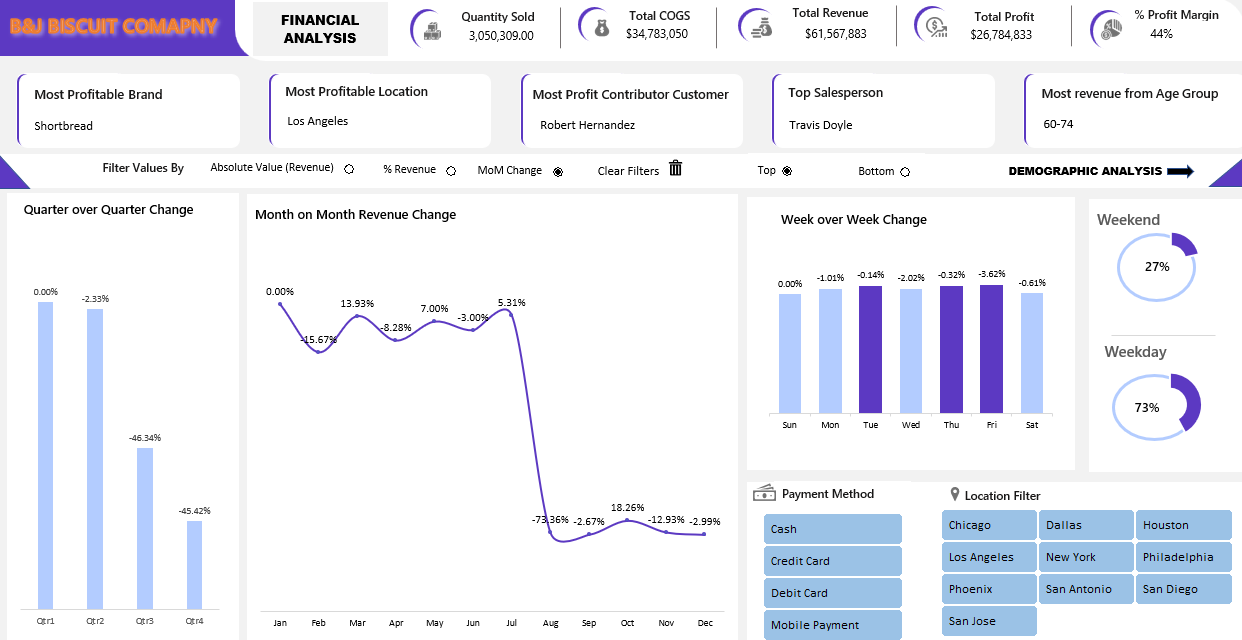 B&J BISCUIT COMAPNY
FINANCIAL
ANALYSIS
Quantity Sold
3,050,309.00
Total COGS
$34,783,050
Total Revenue
$61,567,883
Total Profit
$26,784,833
% Profit Margin
44%
Most Profitable Brand
Shortbread
Most Profitable Location
Los Angeles
Most Profit Contributor Customer
Robert Hernandez
Top Salesperson
Travis Doyle
Most revenue from Age Group
60-74
Filter Values By
Absolute Value (Revenue)
% Revenue
MoM Change
Clear Filters
Top
Bottom
DEMOGRAPHIC ANALYSIS
Quarter over Quarter Change
0.00%
-2.33%
-46.34%
-45.42%
Qtr1 Qtr2 Qtr3 Qtr4
Month on Month Revenue Change
0.00%
-15.67%
13.93%
-8.28%
7.00%
-3.00%
5.31%
-73.36%
-2.67%
18.26%
-12.93%
-2.99%
Jan Feb Mar Apr May Jun Jul Aug Sep Oct Nov Dec
Week over Week Change
0.00% -1.01% -0.14% -2.02% -0.32% -3.62% -0.61%
Sun Mon Tue Wed Thu Fri Sat
Weekend
27%
Weekday
73%
Payment Method
Cash
Credit Card
Debit Card
Mobile Payment
Location Filter
Chicago Dallas Houston
Los Angeles New York Philadelphia
Phoenix San Antonio San Diego
San Jose